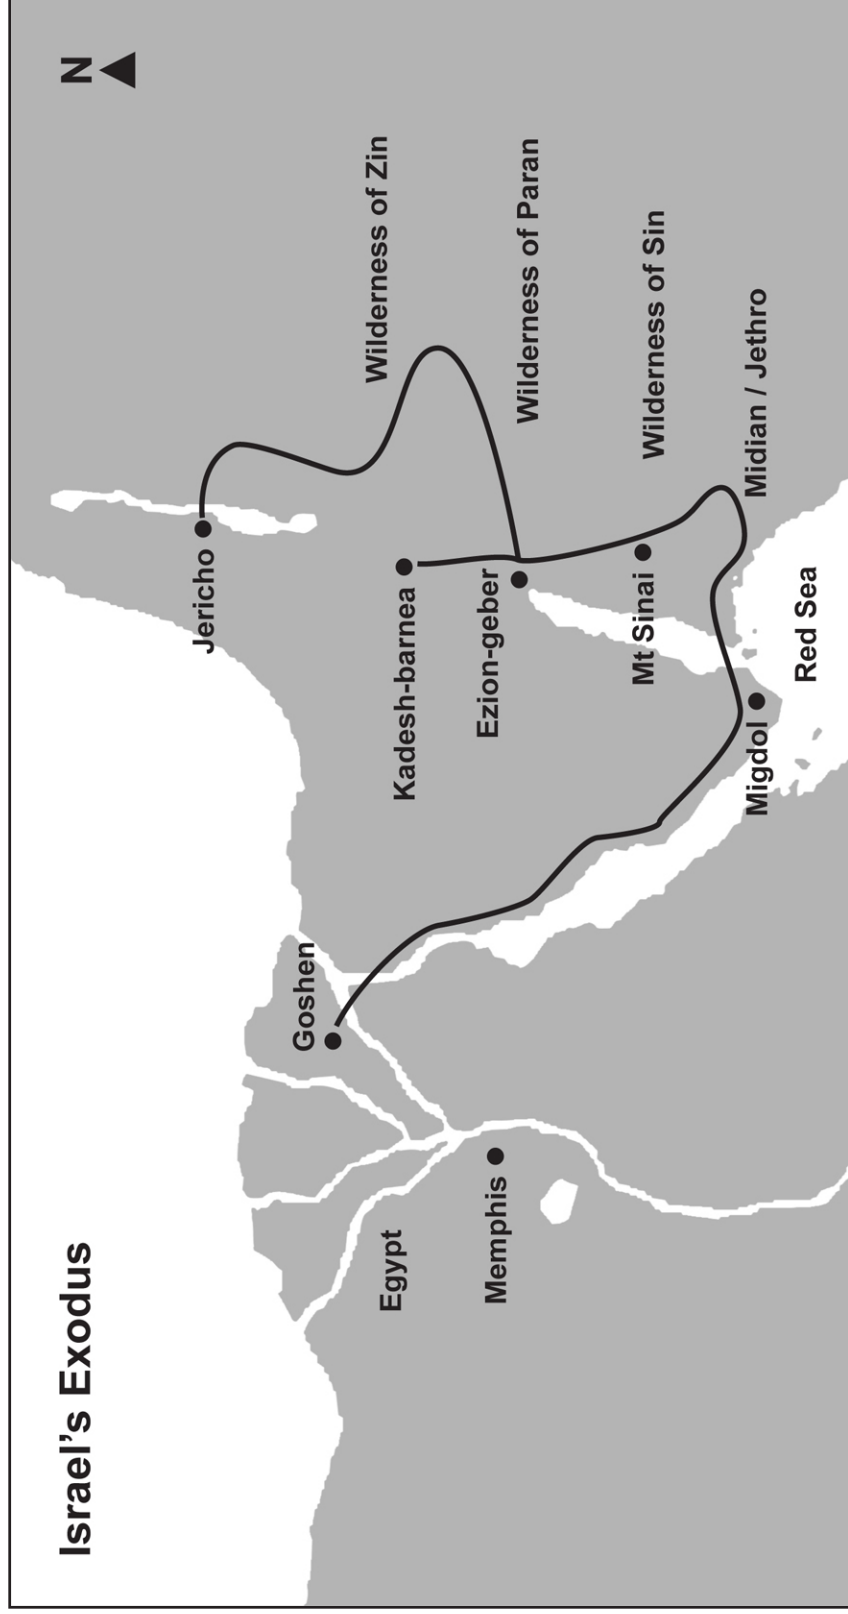 Israel's Exodus
N
Jericho
Wilderness of Zin
Goshen
Kadesh-barnea
Egypt
Ezion-geber
Wilderness of Paran
Memphis
Mt Sinai
Wilderness of Sin
Migdol
Midian / Jethro
Red Sea